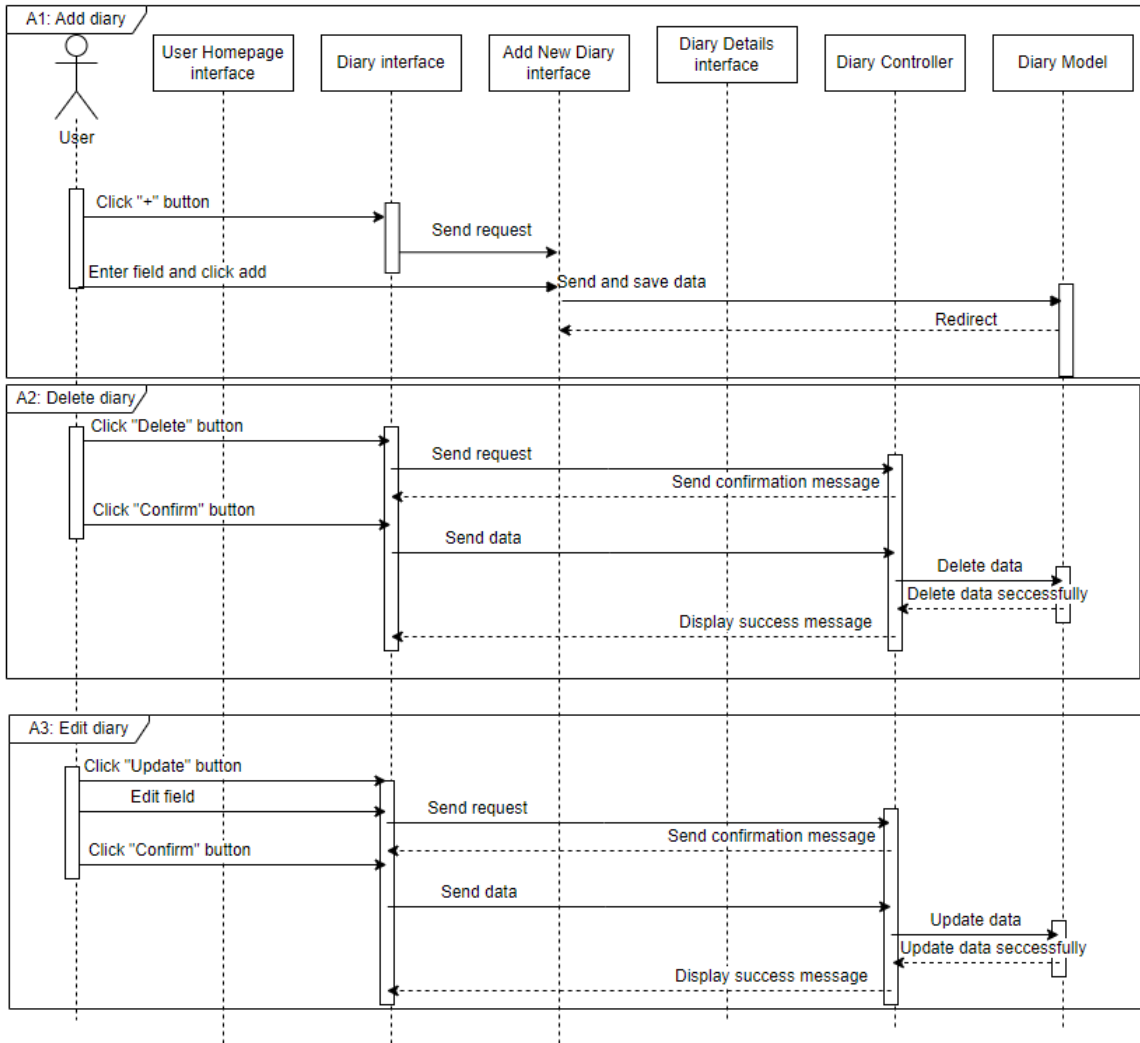 A1: Add diary
User Homepage
interface
Diary interface
Add New Diary
interface
Diary Details
interface
Diary Controller
Diary Model
User
Click "+" button
Send request
Enter field and click add
Send and save data
Redirect
A2: Delete diary
Click "Delete" button
Send request
Send confirmation message
Click "Confirm" button
Send data
Delete data
Delete data seccessfully
Display success message
A3: Edit diary
Click "Update" button
Edit field
Send request
Send confirmation message
Click "Confirm" button
Send data
Update data
Update data seccessfully
Display success message